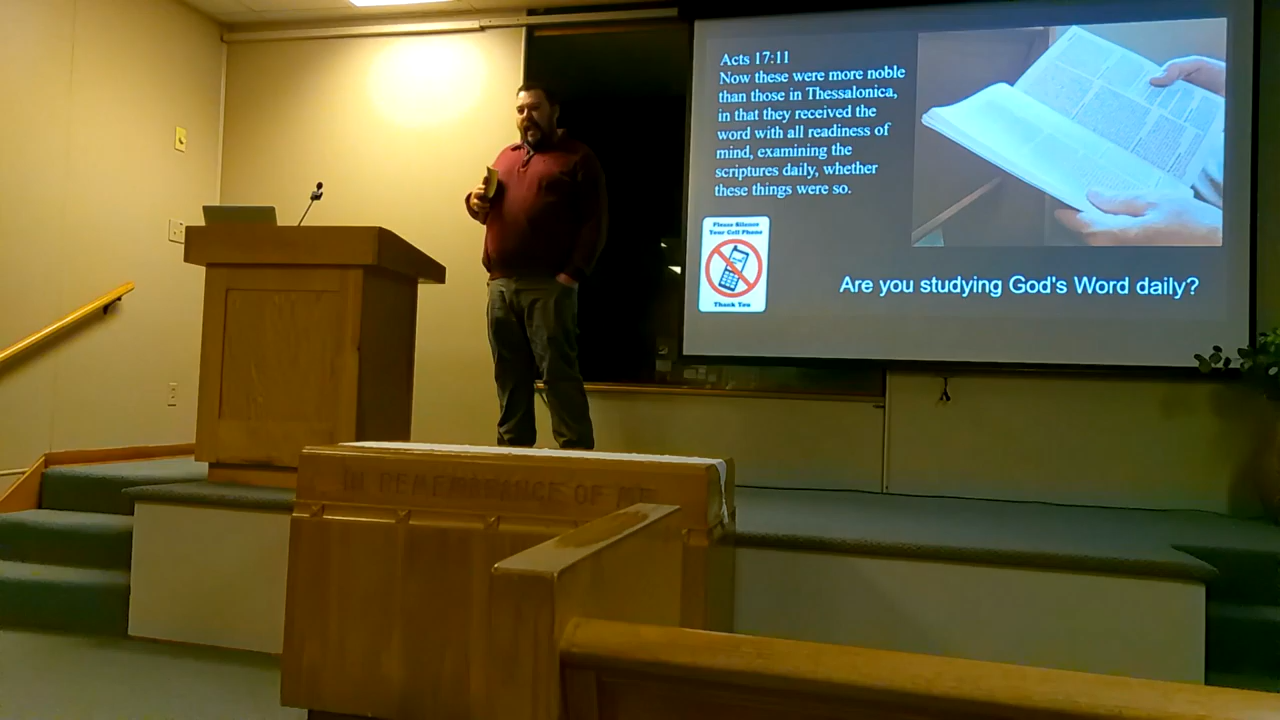 Acts 17:11
Now these were more noble
than those in Thessalonica,
in that they received the
word with all readiness of
mind, examining the
scriptures daily, whether
these things were so.
Please Silence
Your Cell Phone
Thank You
Are you studying God's Word daily?
IN REMEMBRANCE OF ME